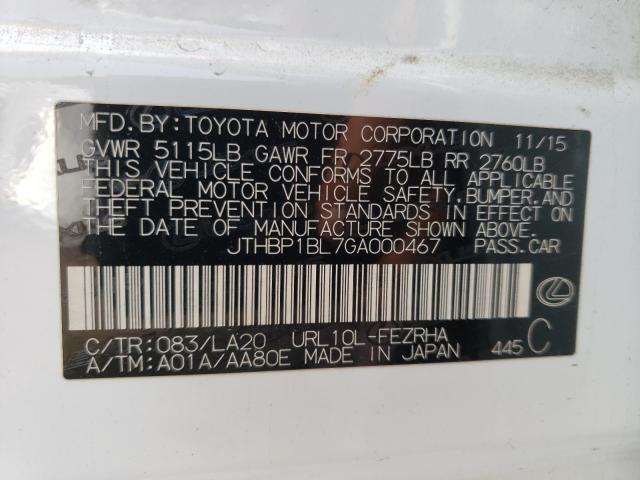 MFD.BY:TOYOTA MOTOR CORPORATION 11/15
GVWR 5115LB GAWR FR 2775LB RR 2760LB
THIS VEHICLE CONFORMS TO ALL APPLICABLE
FEDERAL MOTOR VEHICLE SAFETY,BUMPER,AND
THEFT PREVENTION STANDARDS IN EFFECT ON
THE DATE OF MANUFACTURE SHOWN ABOVE.
JTHBP1BL7GA000467 PASS.CAR
C/TR:083/LA20 URL10L-FEZRHA
A/TM:A01A/AA80E MADE IN JAPAN 445 C